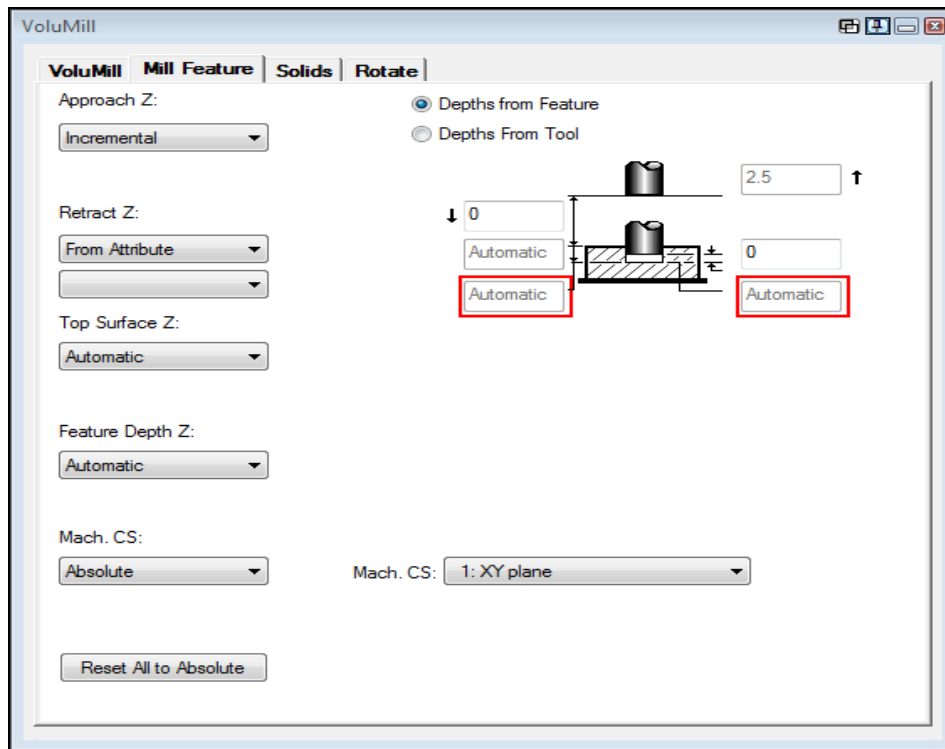 VoluMill
VoluMill Mill Feature Solids Rotate
Approach Z:
Incremental
Depths from Feature
Depths From Tool
2.5
Retract Z:
0
From Attribute
Automatic
0
Automatic
Automatic
Top Surface Z:
Automatic
Feature Depth Z:
Automatic
Mach. CS:
Absolute
Mach. CS: 1: XY plane
Reset All to Absolute